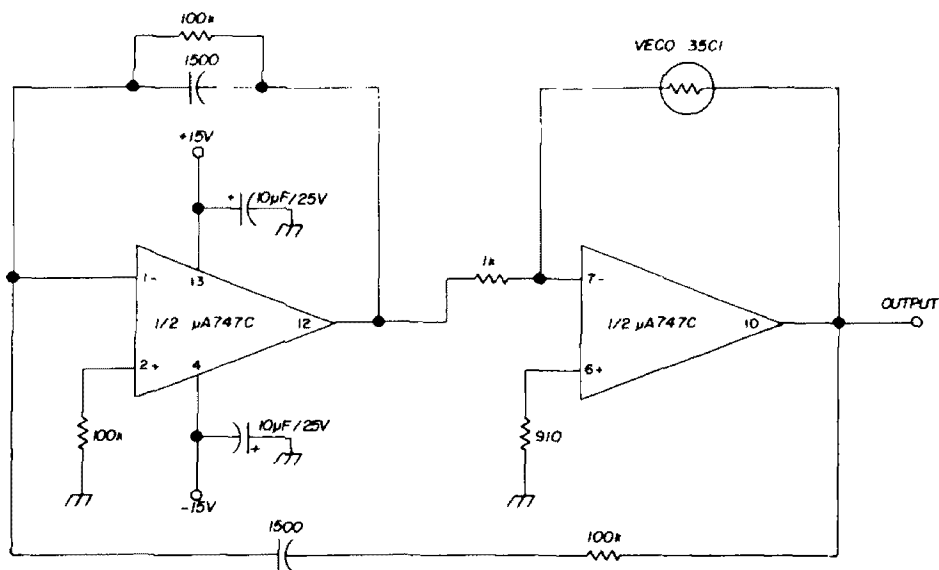 100k
1500
VECO 35C1
+15V
+ 10µF/25V
1-
13
1/2 µA747C
12
2+
4
100k
10µF/25V
+
-15V
1k
7-
1/2 µA747C
10
6+
910
OUTPUT
1500
100k